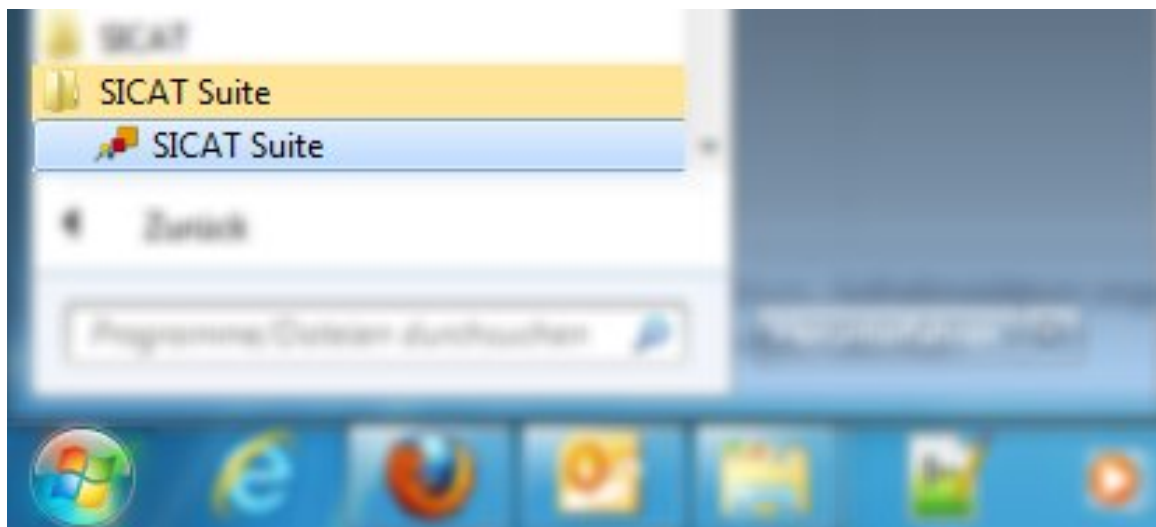 SICAT
SICAT Suite
SICAT Suite
Zurück
Programme/Dateien durchsuchen